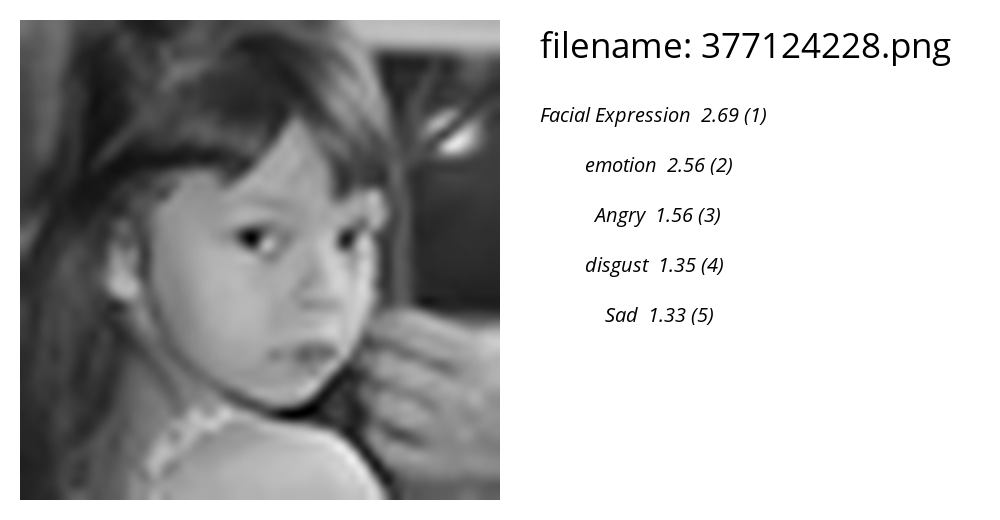 filename: 377124228.png
Facial Expression 2.69 (1)
emotion 2.56 (2)
Angry 1.56 (3)
disgust 1.35 (4)
Sad 1.33 (5)